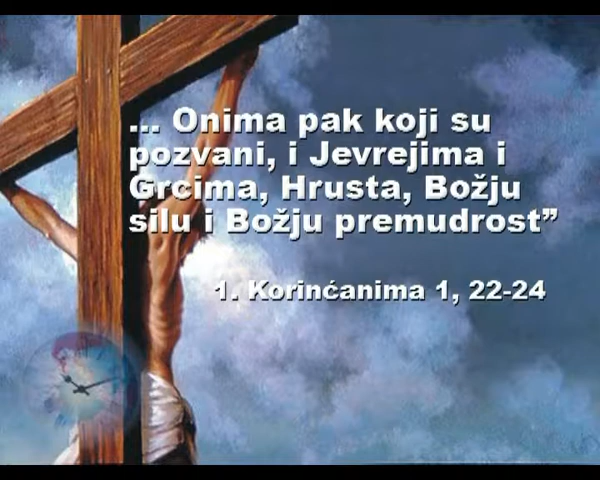 ... Onima pak koji su
pozvani, i Jevrejima i
Grcima, Hrusta, Božju
silu i Božju premudrost”
1. Korinćanima 1, 22-24